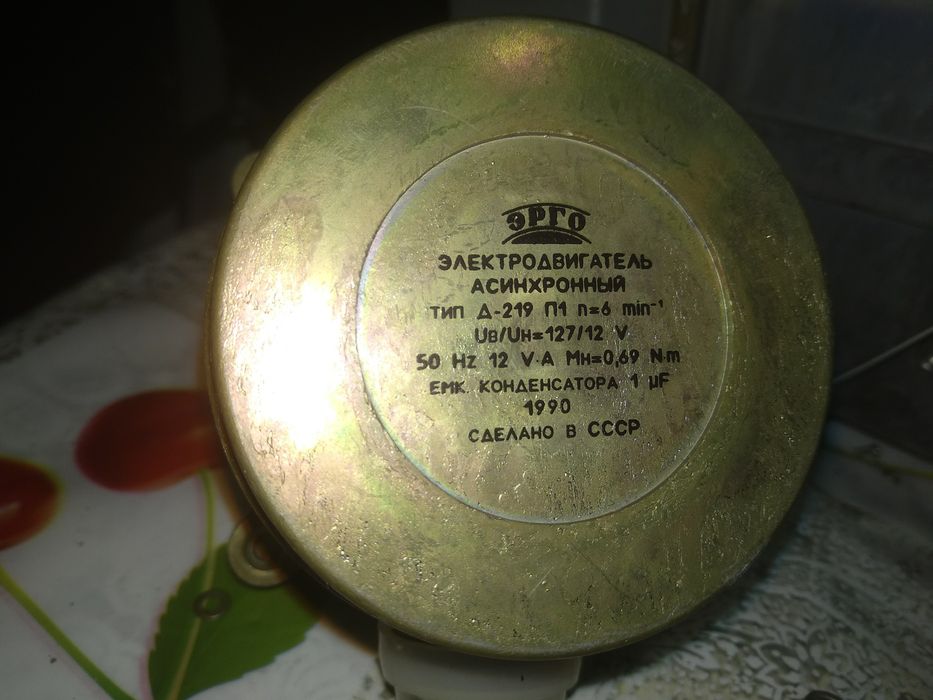 ЭРГО
ЭЛЕКТРОДВИГАТЕЛЬ
АСИНХРОННЫЙ
ТИП Д-219 П1 n=6 min⁻¹
Uв/Uн=127/12 V
50 Hz 12 V·A Mн=0,69 N·m
ЕМК. КОНДЕНСАТОРА 1 µF
1990
СДЕЛАНО В СССР